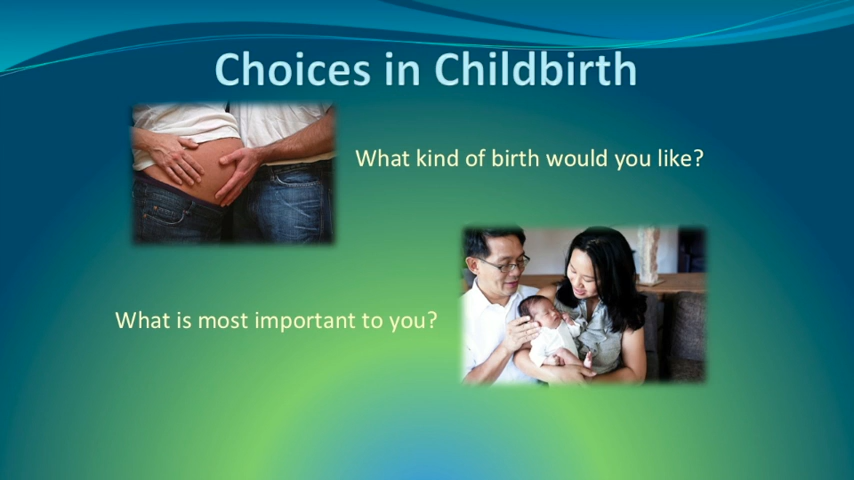 Choices in Childbirth
What kind of birth would you like?
What is most important to you?